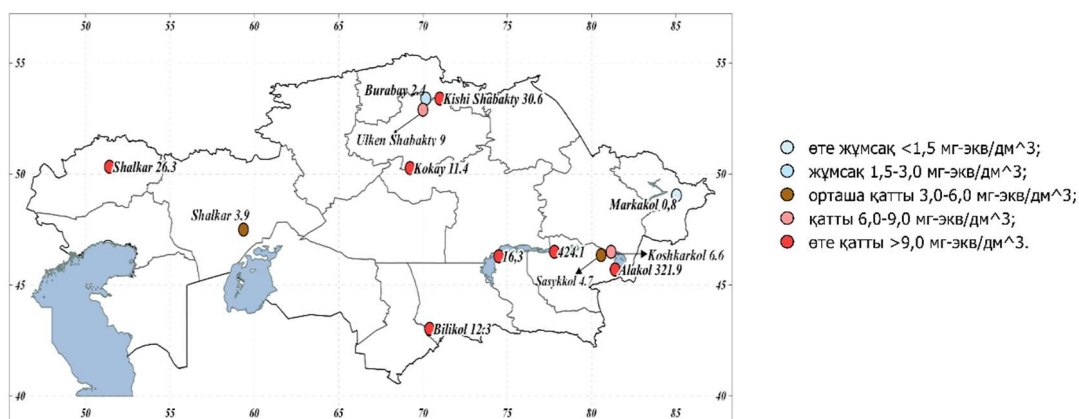 50 55 60 65 70 75 80 85
55 55
Burabay 2.4 Kishi Shabakty 30.6
Ulken Shabakty 9
Shalkar 26.3 Kokay 11.4
50 50
Markakol 0,8
Shalkar 3.9
16,3 424.1 Koshkarkol 6.6
Sasykkol 4.7 Alakol 321.9
45 45
Bilikol 12:3
40 40
50 55 60 65 70 75 80 85
өте жұмсақ <1,5 мг-экв/дм^3;
жұмсақ 1,5-3,0 мг-экв/дм^3;
орташа қатты 3,0-6,0 мг-экв/дм^3;
қатты 6,0-9,0 мг-экв/дм^3;
өте қатты >9,0 мг-экв/дм^3.